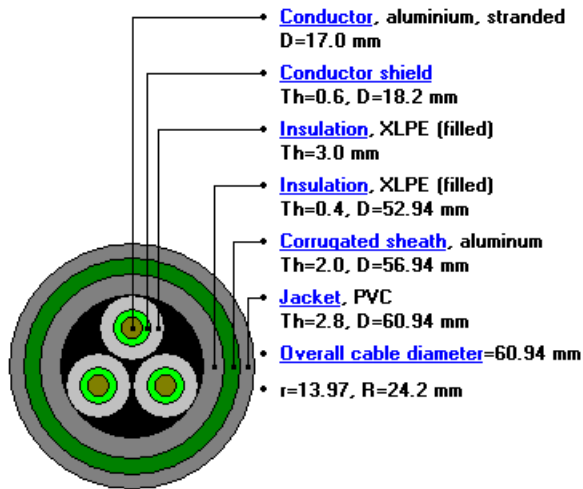 Conductor, aluminium, stranded
D=17.0 mm
Conductor shield
Th=0.6, D=18.2 mm
Insulation, XLPE (filled)
Th=3.0 mm
Insulation, XLPE (filled)
Th=0.4, D=52.94 mm
Corrugated sheath, aluminum
Th=2.0, D=56.94 mm
Jacket, PVC
Th=2.8, D=60.94 mm
Overall cable diameter=60.94 mm
r=13.97, R=24.2 mm